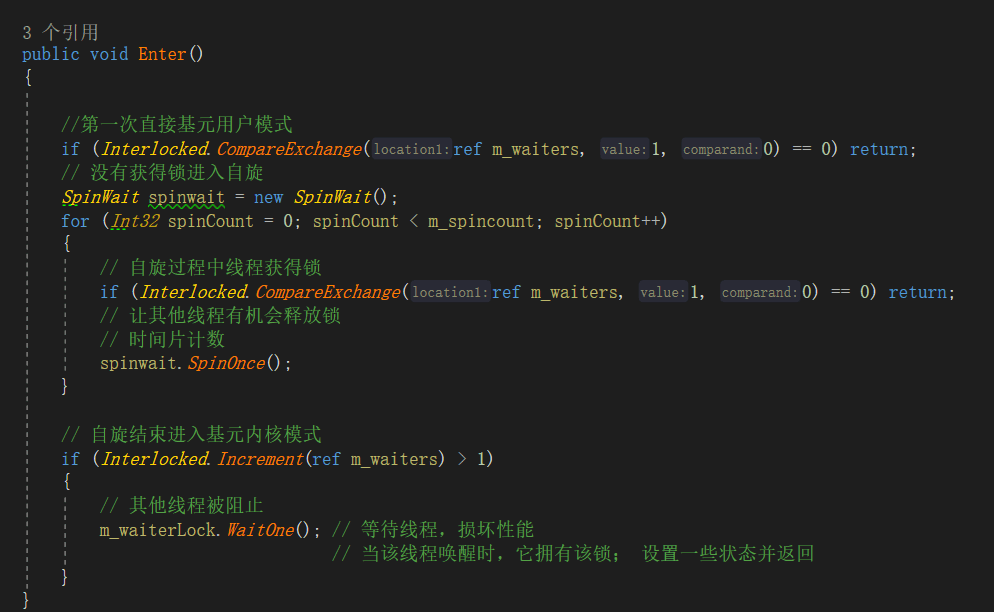 3 个引用
public void Enter()
{
//第一次直接基元用户模式
if (Interlocked.CompareExchange(location1:ref m_waiters, value:1, comparand:0) == 0) return;
// 没有获得锁进入自旋
SpinWait spinwait = new SpinWait();
for (Int32 spinCount = 0; spinCount < m_spincount; spinCount++)
{
// 自旋过程中线程获得锁
if (Interlocked.CompareExchange(location1:ref m_waiters, value:1, comparand:0) == 0) return;
// 让其他线程有机会释放锁
// 时间片计数
spinwait.SpinOnce();
}
// 自旋结束进入基元内核模式
if (Interlocked.Increment(ref m_waiters) > 1)
{
// 其他线程被阻止
m_waiterLock.WaitOne(); // 等待线程，损坏性能
// 当该线程唤醒时，它拥有该锁； 设置一些状态并返回
}
}